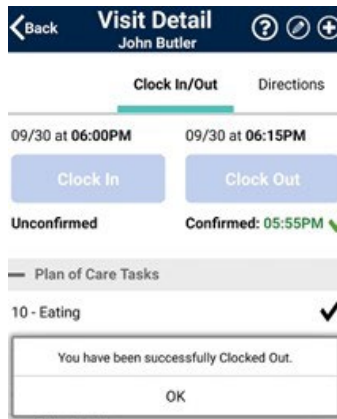 Back
Visit Detail
John Butler
Clock In/Out
Directions
09/30 at 06:00PM
09/30 at 06:15PM
Clock In
Clock Out
Unconfirmed
Confirmed: 05:55PM
Plan of Care Tasks
10 - Eating
You have been successfully Clocked Out.
OK